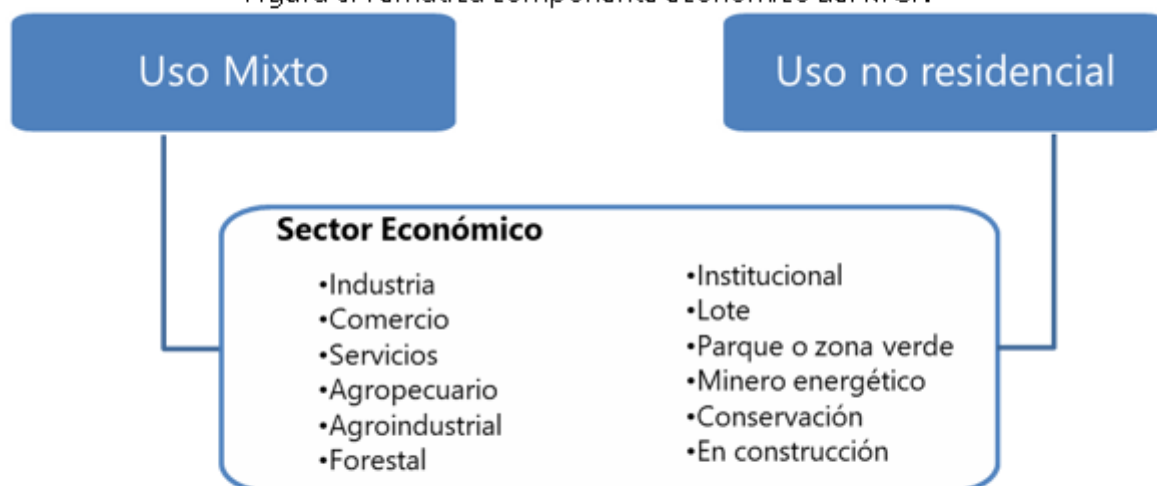 Uso Mixto
Uso no residencial
Sector Económico
•Industria
•Comercio
•Servicios
•Agropecuario
•Agroindustrial
•Forestal
•Institucional
•Lote
•Parque o zona verde
•Minero energético
•Conservación
•En construcción